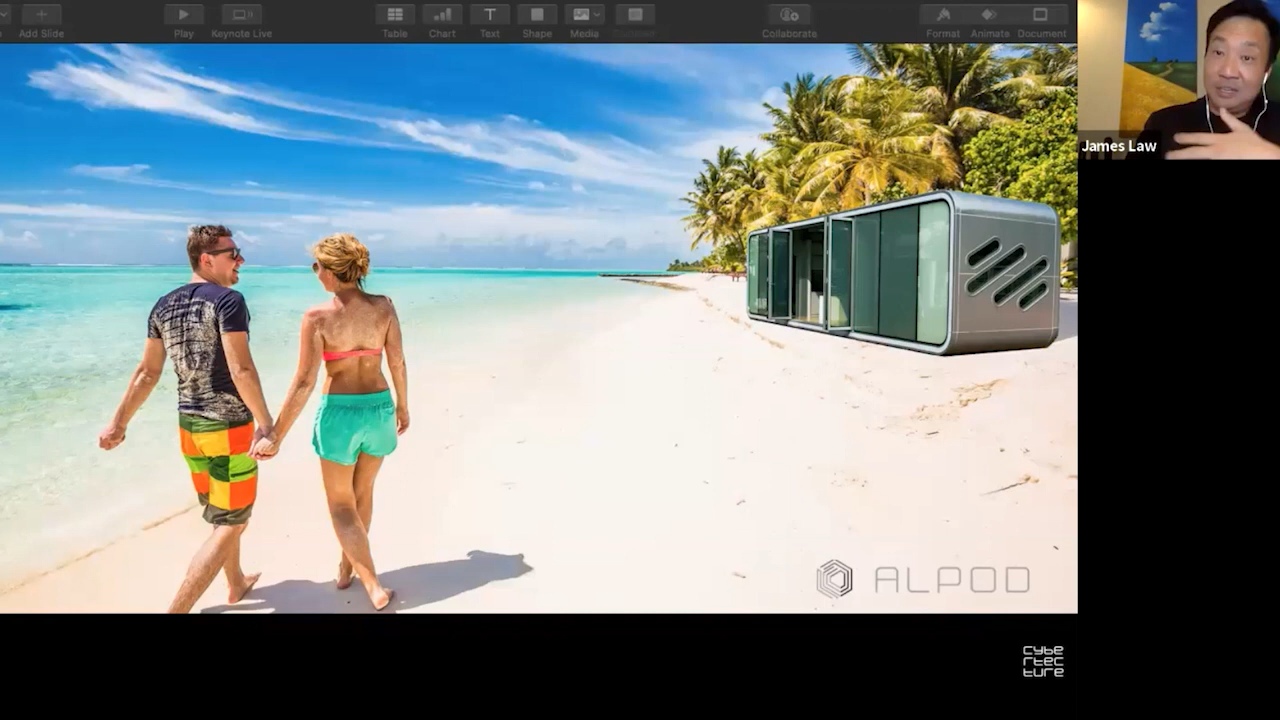 Add Slide
Play
Keynote Live
Table
Chart
Text
Shape
Media
Collaborate
Format
Animate
Document
James Law
ALPOD
CYBE
RTEC
TURE